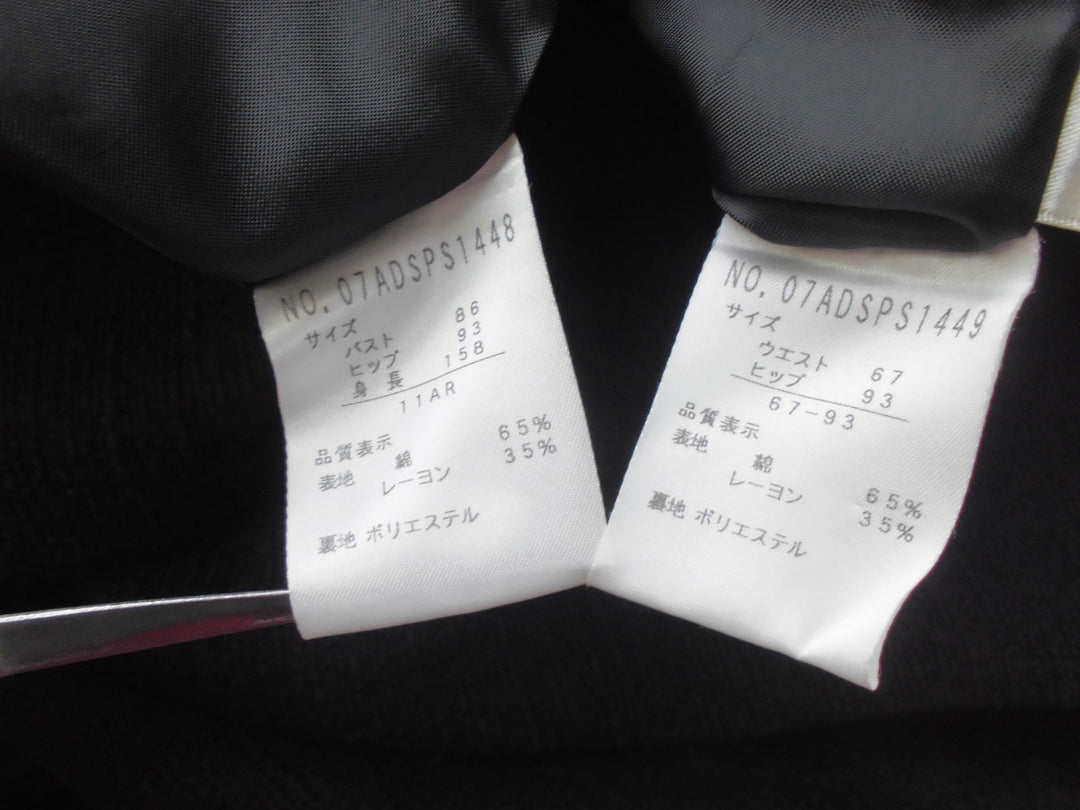 NO. 07ADSPS1448
サイズ
バスト 86
ヒップ 93
身長 158
11AR
品質表示
表地 綿 65%
レーヨン 35%
裏地 ポリエステル
NO. 07ADSPS1449
サイズ
ウエスト 67
ヒップ 93
67-93
品質表示
表地 綿 65%
レーヨン 35%
裏地 ポリエステル